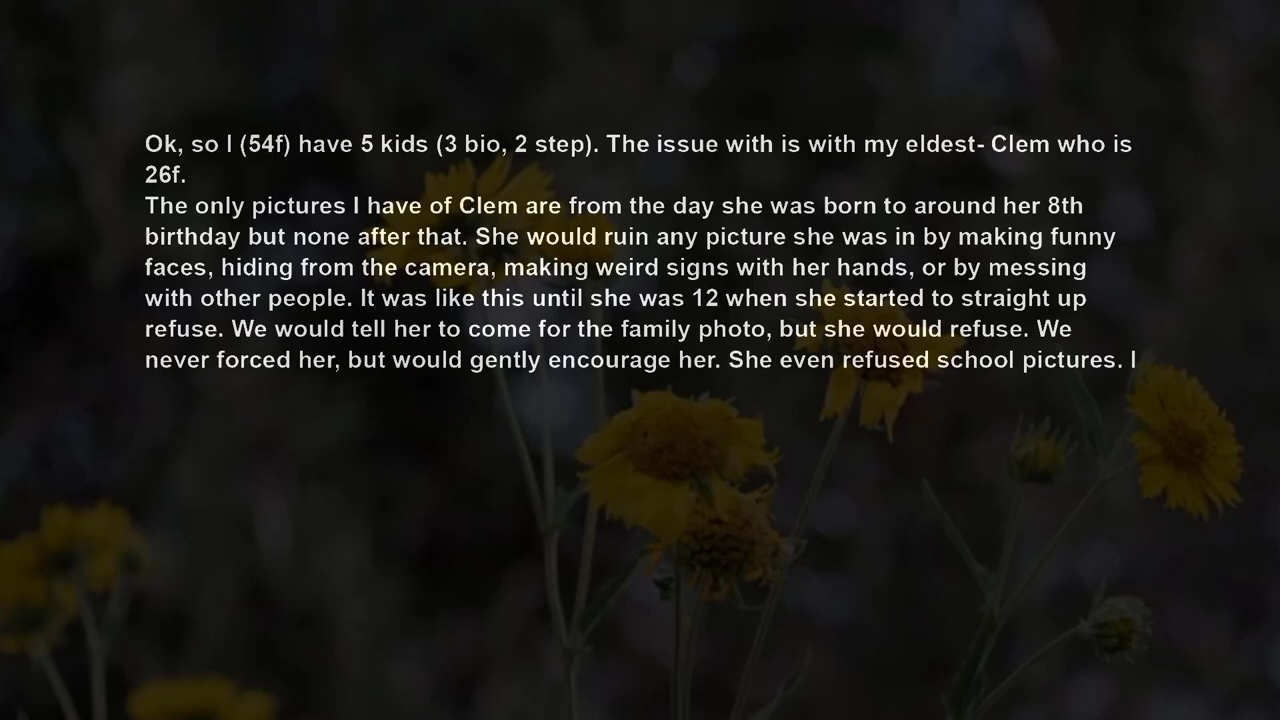 Ok, so I (54f) have 5 kids (3 bio, 2 step). The issue with is with my eldest- Clem who is
26f.
The only pictures I have of Clem are from the day she was born to around her 8th
birthday but none after that. She would ruin any picture she was in by making funny
faces, hiding from the camera, making weird signs with her hands, or by messing
with other people. It was like this until she was 12 when she started to straight up
refuse. We would tell her to come for the family photo, but she would refuse. We
never forced her, but would gently encourage her. She even refused school pictures. I